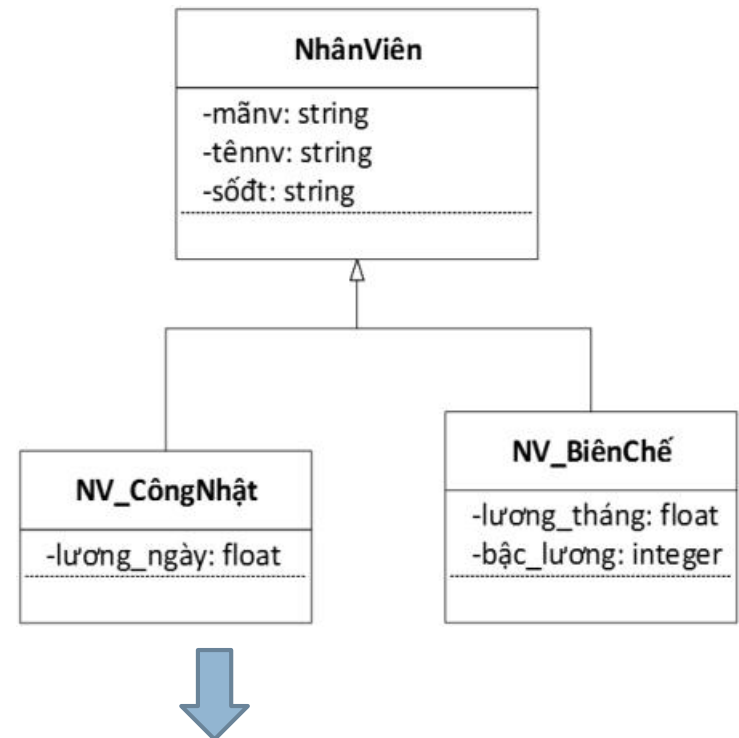 NhânViên
-mãnv: string
-tênnv: string
-sốđt: string
NV_CôngNhật
-lương_ngày: float
NV_BiênChế
-lương_tháng: float
-bậc_lương: integer